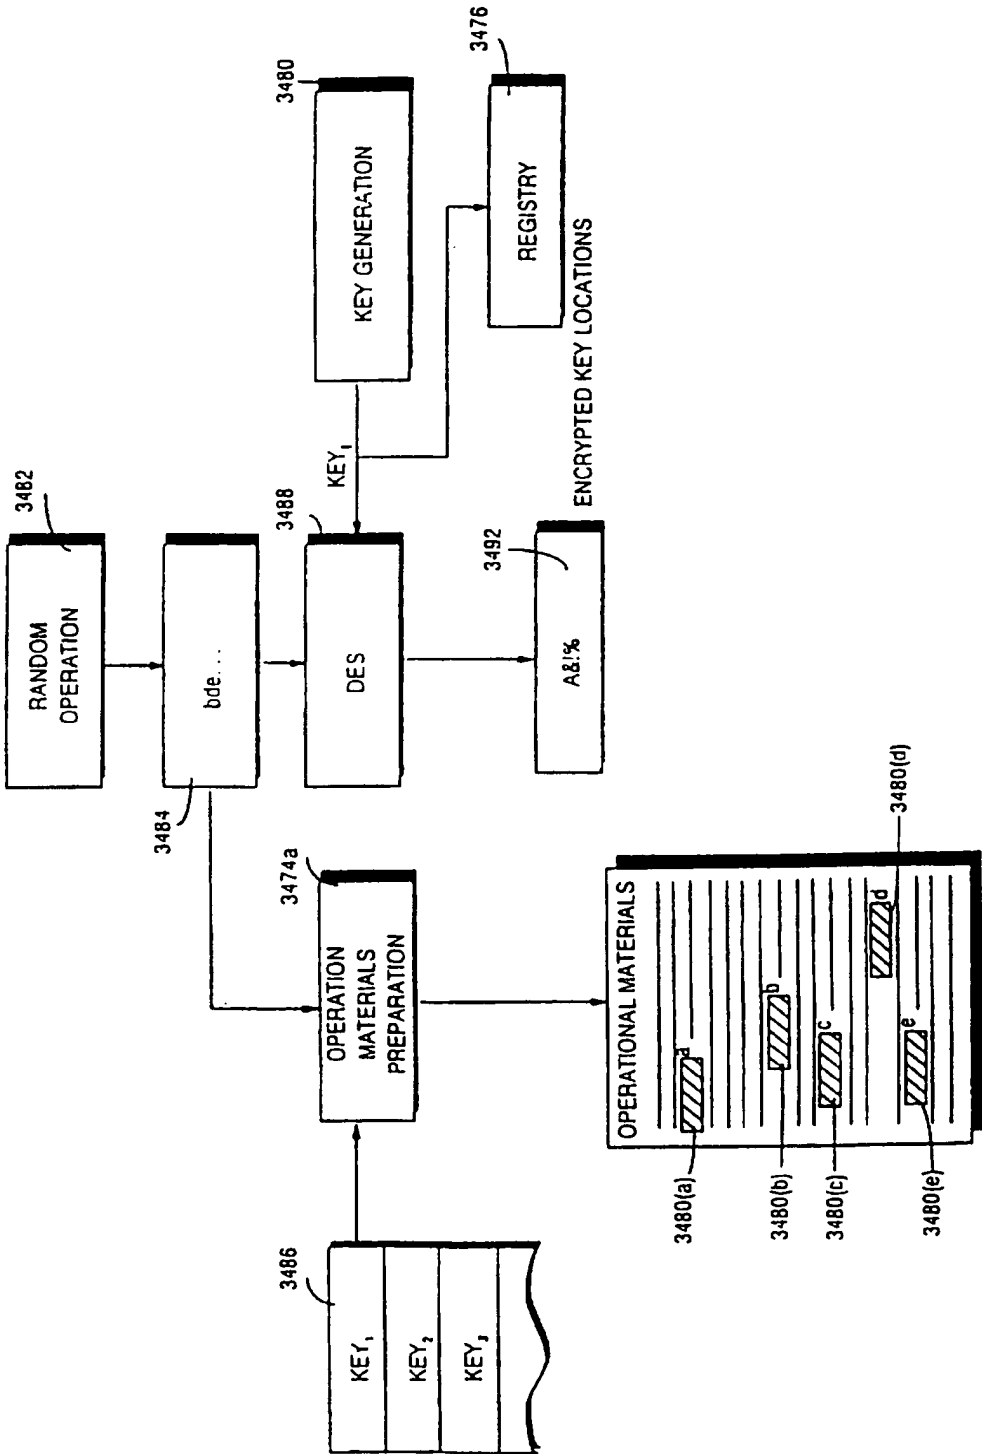 3482
RANDOM
OPERATION
3484
bde...
3488
DES
KEY₁
3480
KEY GENERATION
3476
REGISTRY
3492
A&!%
ENCRYPTED KEY LOCATIONS
3486
KEY₁
KEY₂
KEY₃
3474a
OPERATION
MATERIALS
PREPARATION
OPERATIONAL MATERIALS
a
b
c
d
e
3480(a)
3480(b)
3480(c)
3480(e)
3480(d)